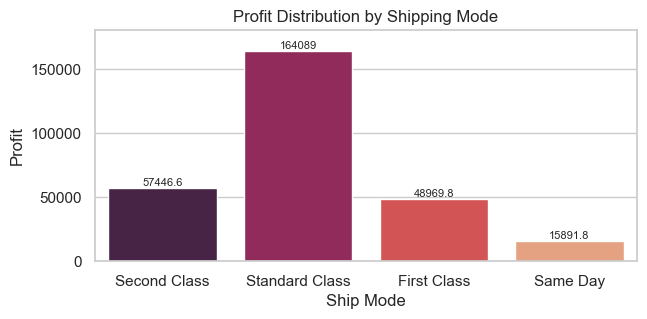 Profit Distribution by Shipping Mode
Profit
150000
100000
50000
0
57446.6
164089
48969.8
15891.8
Second Class
Standard Class
First Class
Same Day
Ship Mode